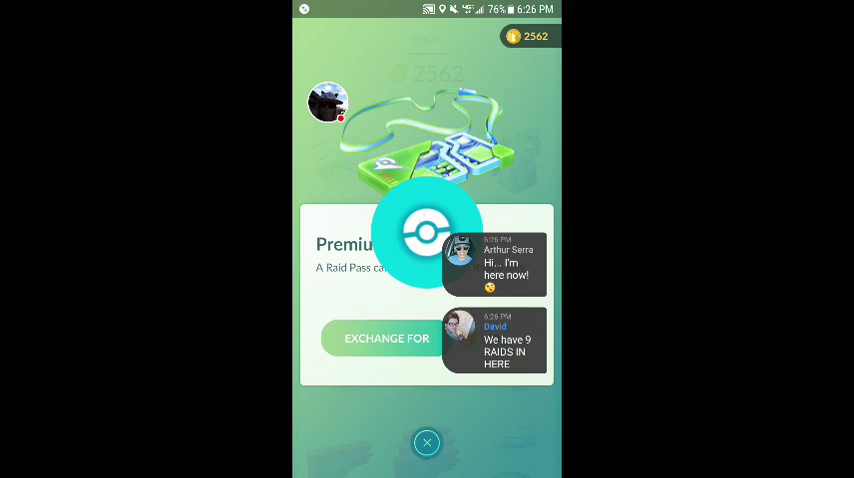 76% 6:26 PM
SHOP
2562
2562
Premiu
A Raid Pass ca
EXCHANGE FOR
6:26 PM
Arthur Serra
Hi... I'm
here now!
6:26 PM
David
We have 9
RAIDS IN
HERE